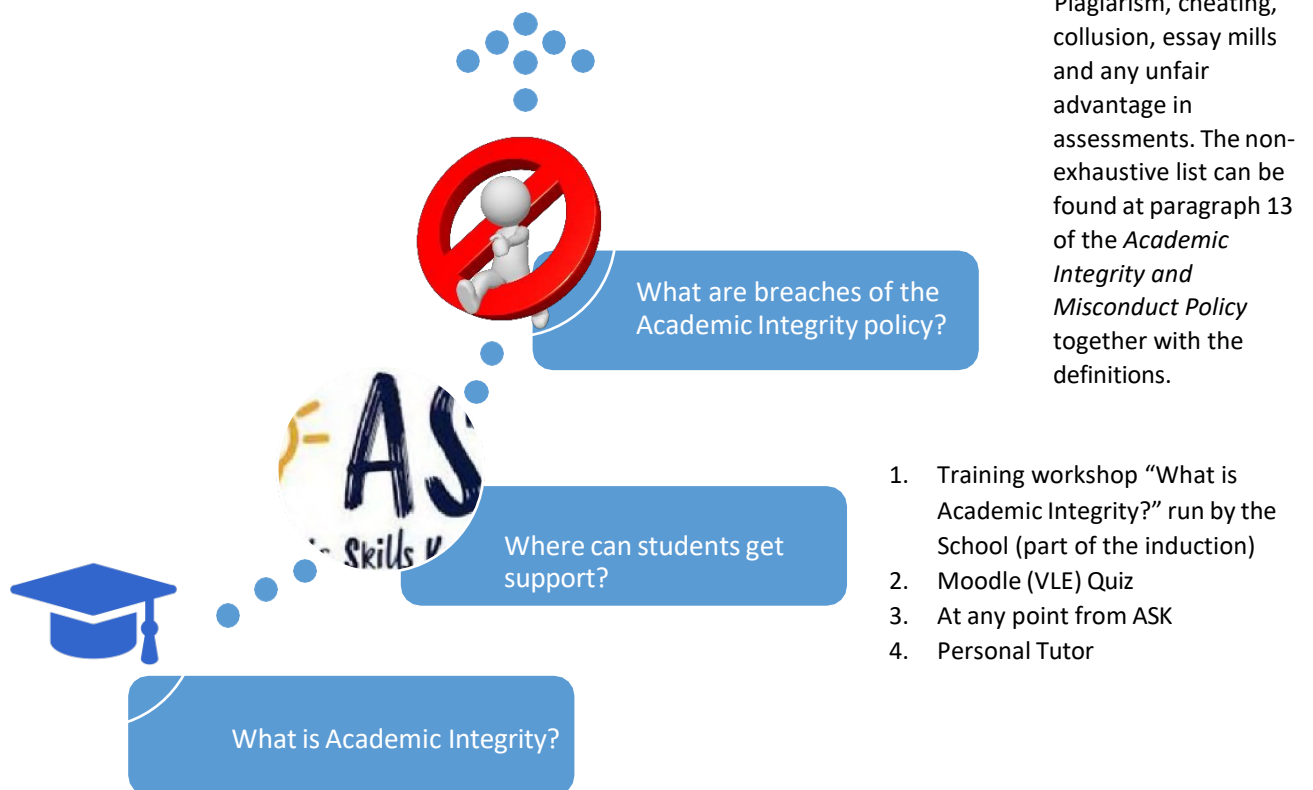 Plagiarism, cheating,
collusion, essay mills
and any unfair
advantage in
assessments. The non-
exhaustive list can be
found at paragraph 13
of the Academic
Integrity and
Misconduct Policy
together with the
definitions.
What are breaches of the
Academic Integrity policy?
AS
Skills
Where can students get
support?
1. Training workshop “What is
Academic Integrity?” run by the
School (part of the induction)
2. Moodle (VLE) Quiz
3. At any point from ASK
4. Personal Tutor
What is Academic Integrity?